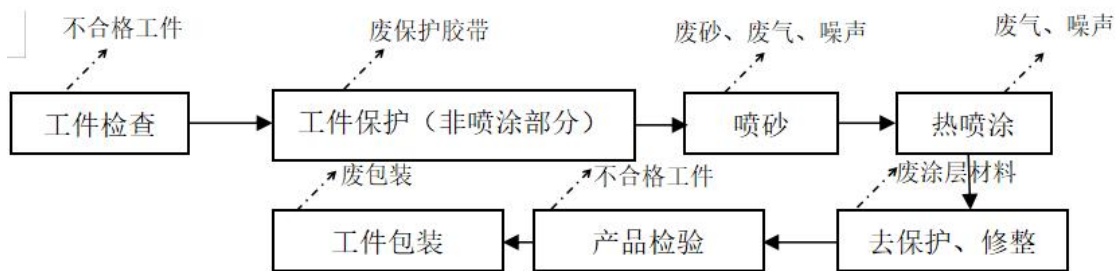 不合格工件
废保护胶带
废砂、废气、噪声
废气、噪声
工件检查
工件保护（非喷涂部分）
喷砂
热喷涂
废包装
不合格工件
废涂层材料
工件包装
产品检验
去保护、修整